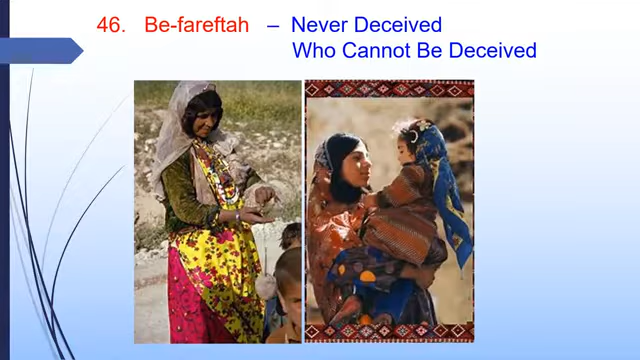 46. Be-fareftah – Never Deceived
Who Cannot Be Deceived